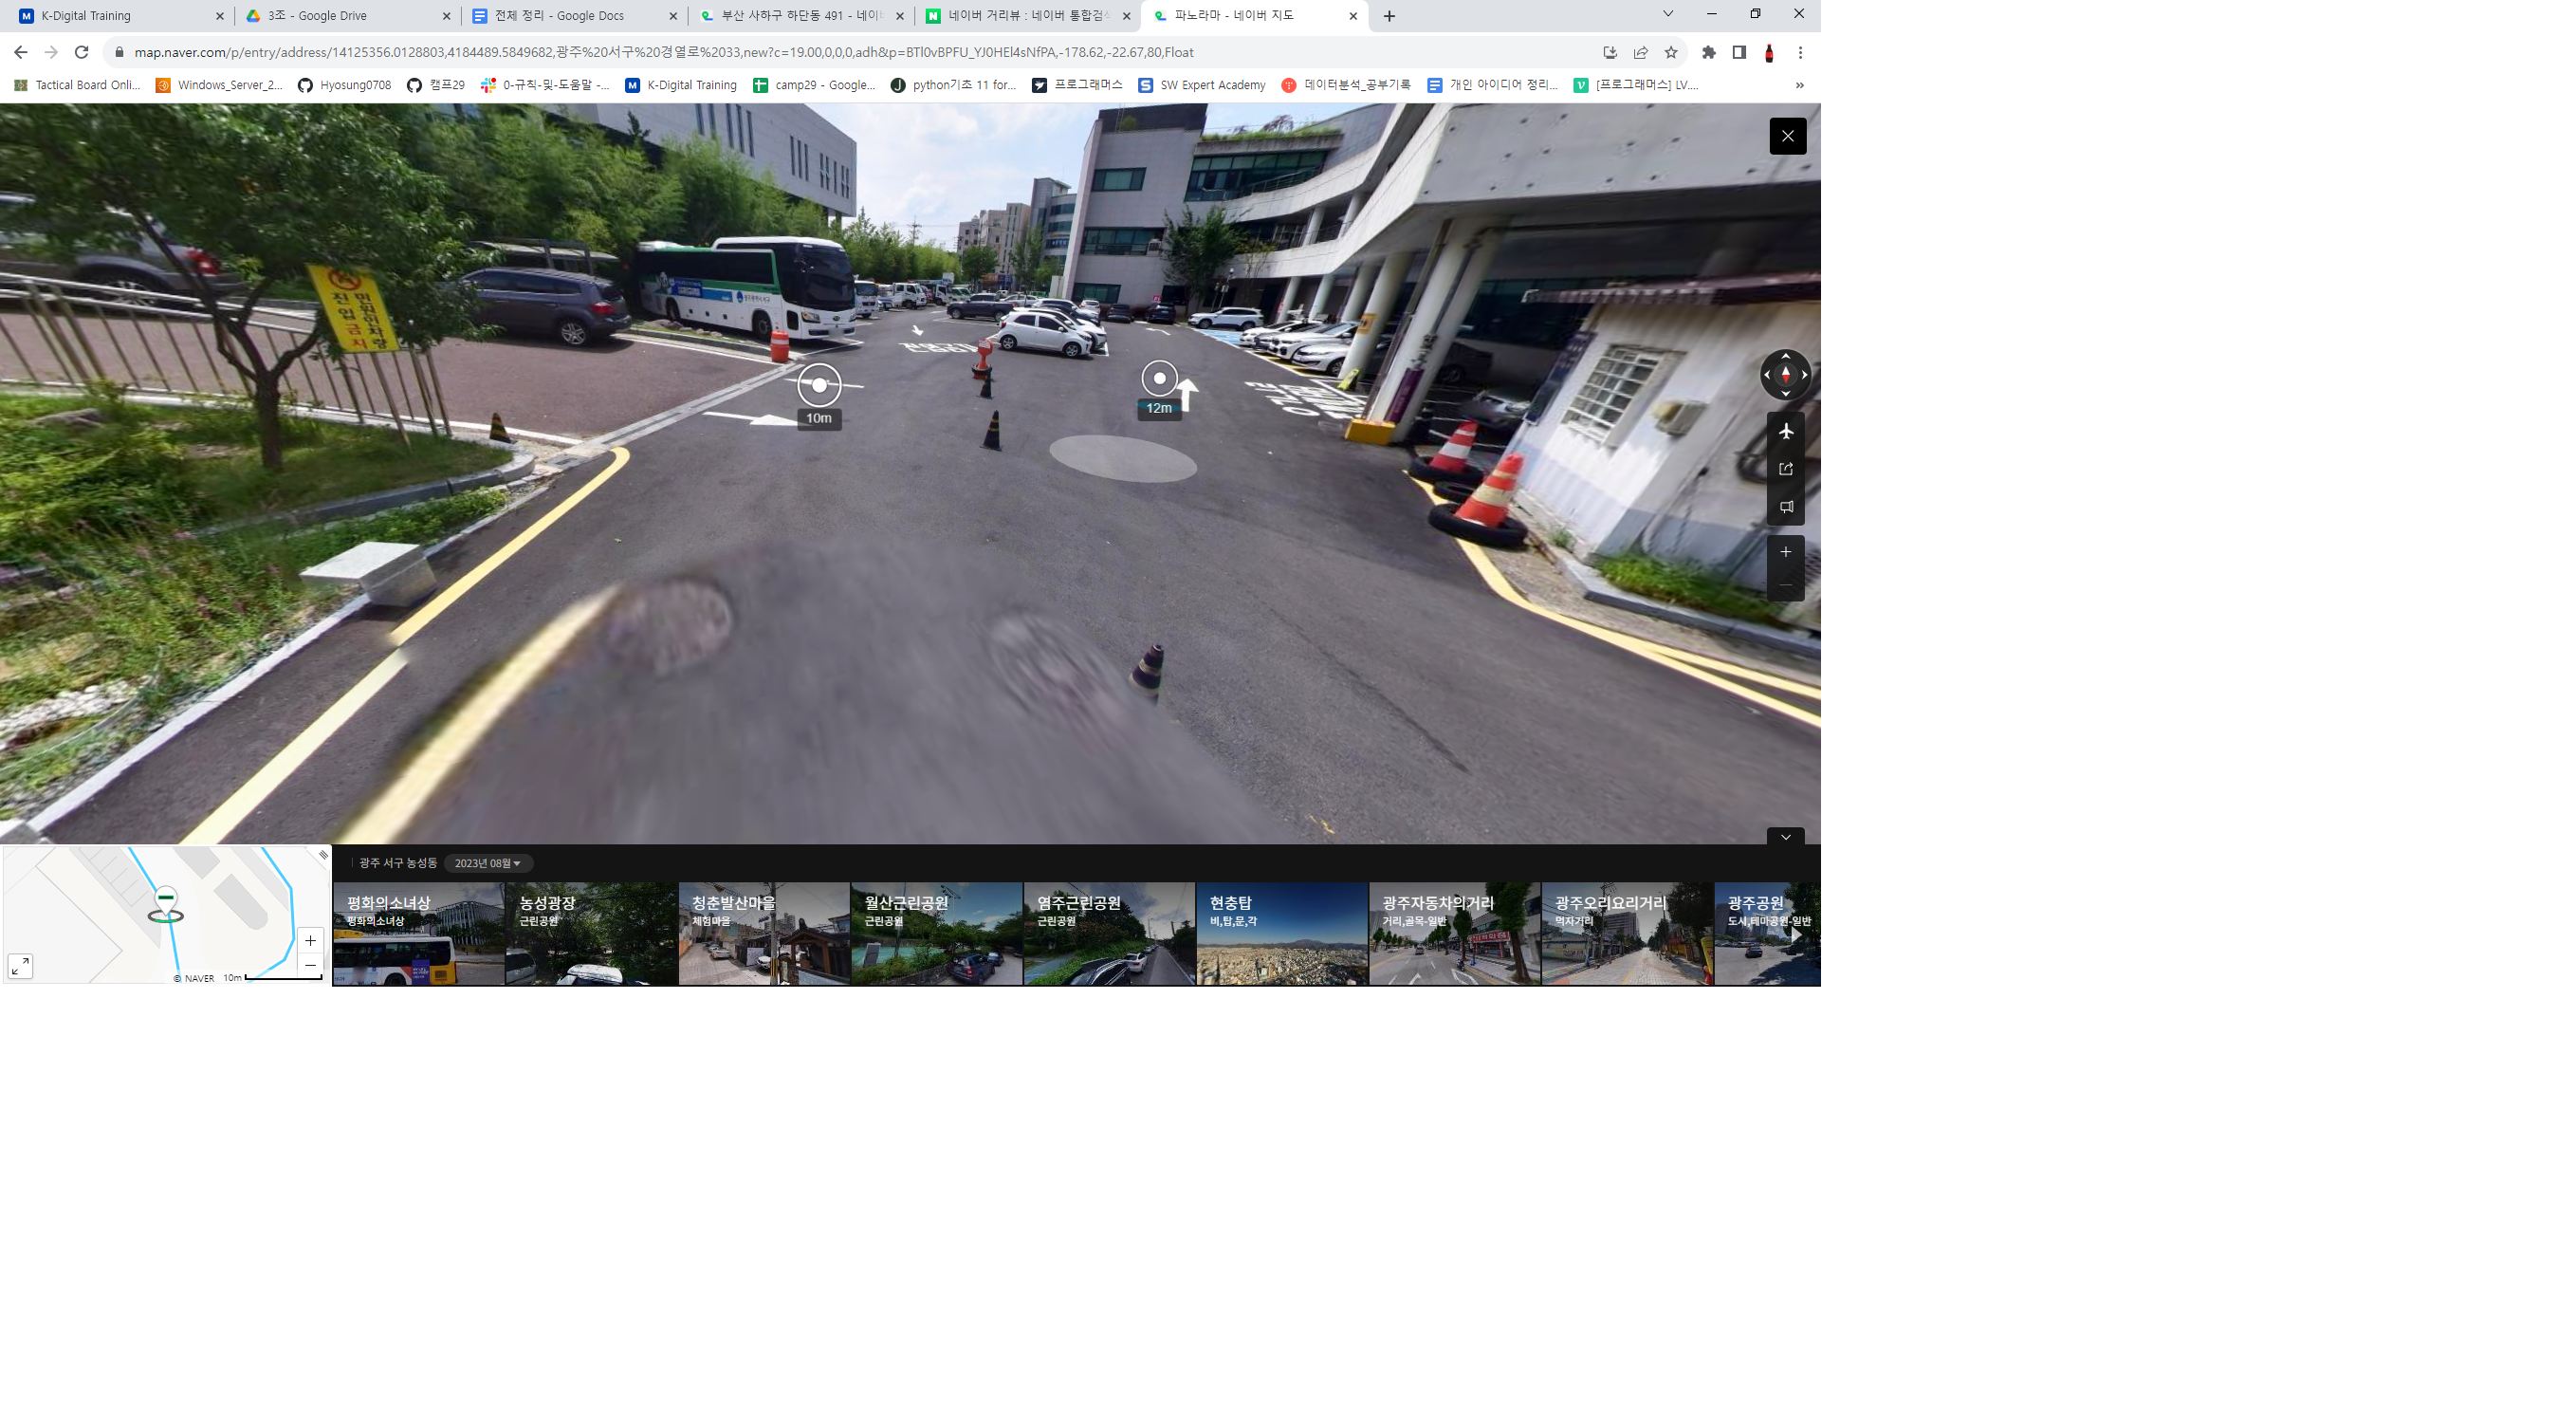 K-Digital Training
3조 - Google Drive
전체 정리 - Google Docs
부산 사하구 하단동 491 - 네이버
네이버 거리뷰 : 네이버 통합검색
파노라마 - 네이버 지도
map.naver.com/p/entry/address/14125356.0128803,4184489.5849682,광주%20서구%20경열로%2033,new?c=19.00,0,0,0,adh&p=BTl0vBPFU_YJ0HEl4sNfPA,-178.62,-22.67,80,Float
Tactical Board Onli...
Windows_Server_2...
Hyosung0708
캠프29
0-규칙-및-도움말 -...
K-Digital Training
camp29 - Google...
python기초 11 for...
프로그래머스
SW Expert Academy
데이터분석_공부기록
개인 아이디어 정리...
[프로그래머스] LV....
민원인차량
진입금지
10m
12m
광주 서구 농성동
2023년 08월
© NAVER
10m
평화의소녀상
평화의소녀상
농성광장
근린공원
청춘발산마을
체험마을
월산근린공원
근린공원
염주근린공원
근린공원
현충탑
비,탑,문,각
광주자동차의거리
거리,골목-일반
광주오리요리거리
먹자거리
광주공원
도시,테마공원-일반